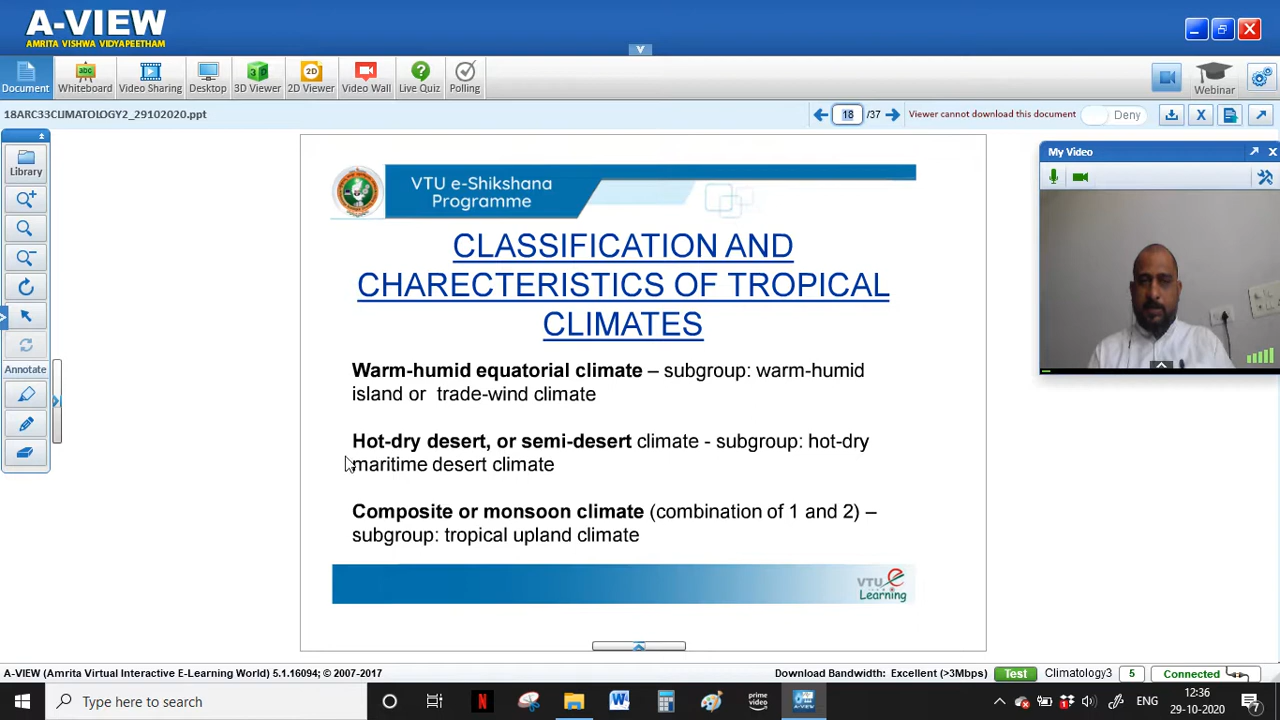 A-VIEW
AMRITA VISHWA VIDYAPEETHAM
Document
Whiteboard
Video Sharing
Desktop
3D Viewer
2D Viewer
Video Wall
Live Quiz
Polling
Webinar
18ARC33CLIMATOLOGY2_29102020.ppt
18 /37
Viewer cannot download this document
Deny
Library
Annotate
My Video
VTU e-Shikshana
Programme
CLASSIFICATION AND
CHARECTERISTICS OF TROPICAL
CLIMATES
Warm-humid equatorial climate – subgroup: warm-humid
island or trade-wind climate
Hot-dry desert, or semi-desert climate - subgroup: hot-dry
maritime desert climate
Composite or monsoon climate (combination of 1 and 2) –
subgroup: tropical upland climate
VTU e
Learning
A-VIEW (Amrita Virtual Interactive E-Learning World) 5.1.16094; © 2007-2017
Download Bandwidth: Excellent (>3Mbps)
Test
Climatology3
5
Connected
Type here to search
prime
video
ENG
12:36
29-10-2020
7